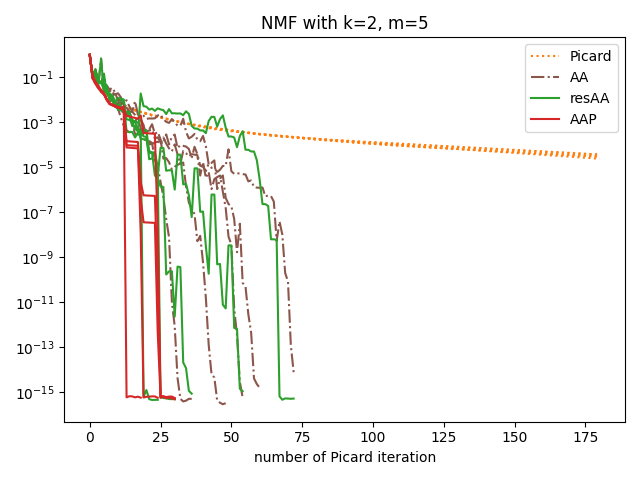 NMF with k=2, m=5
Picard
AA
resAA
AAP
10⁻¹
10⁻³
10⁻⁵
10⁻⁷
10⁻⁹
10⁻¹¹
10⁻¹³
10⁻¹⁵
0 25 50 75 100 125 150 175
number of Picard iteration